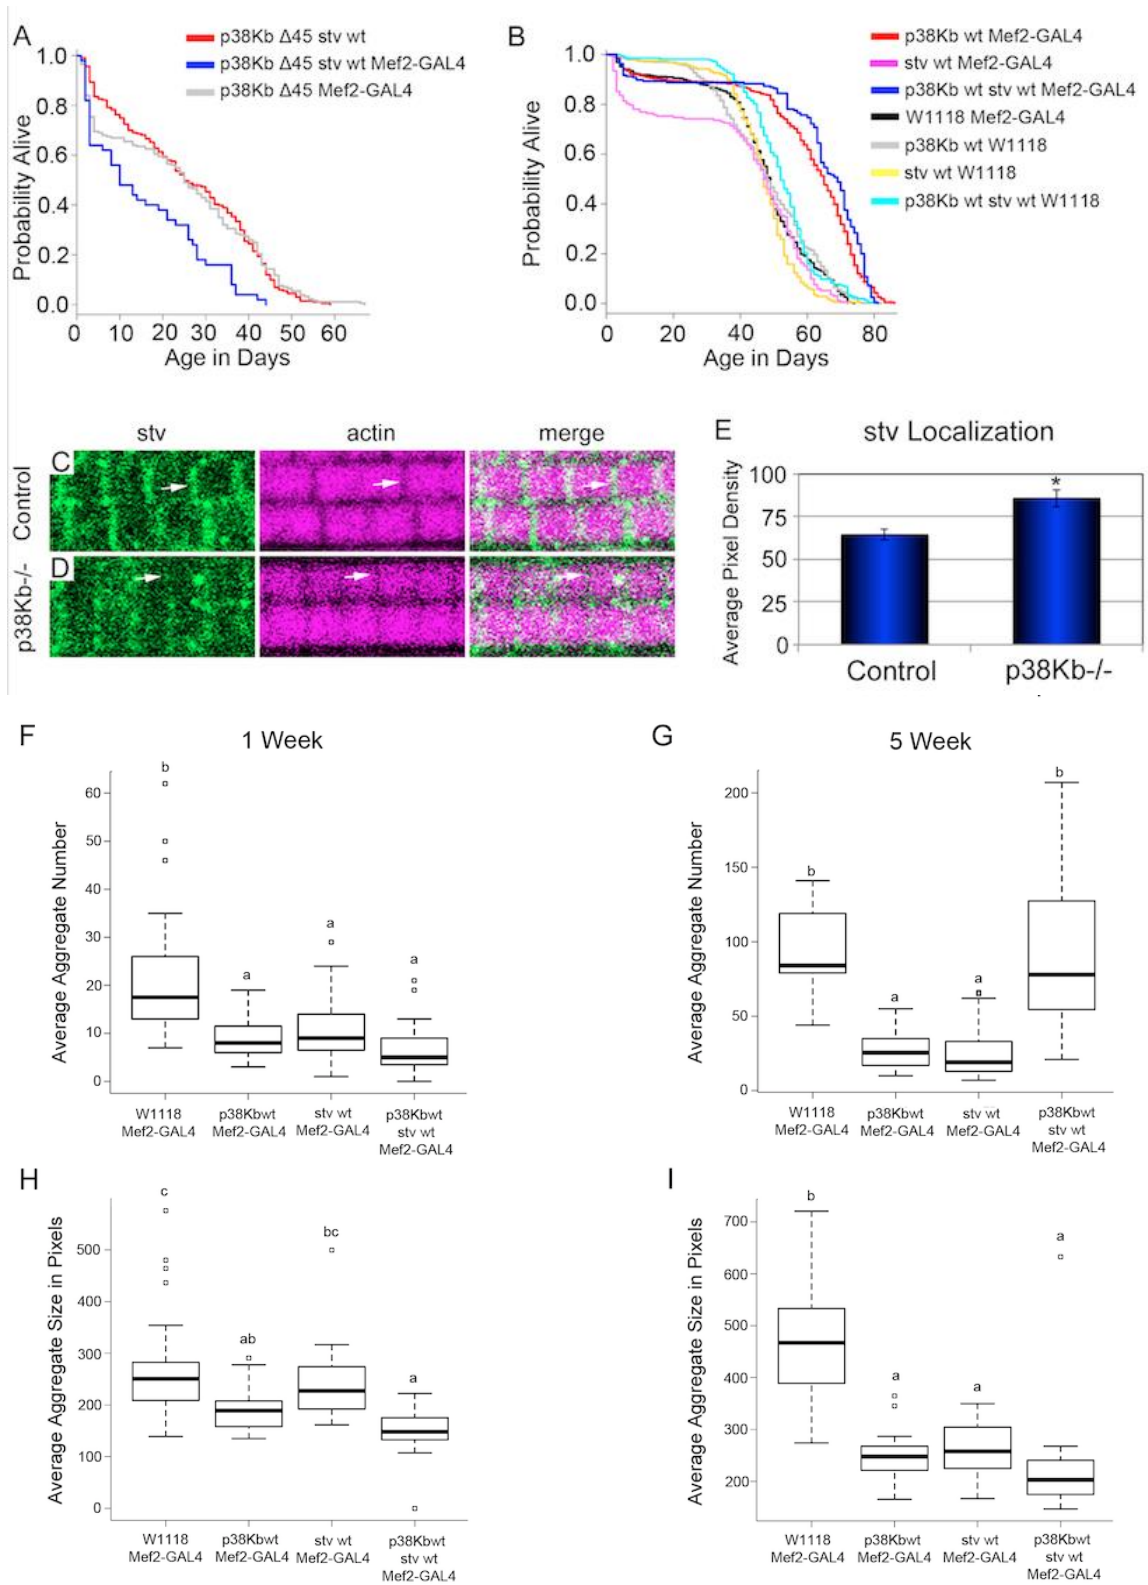 A
p38Kb Δ45 stv wt
p38Kb Δ45 stv wt Mef2-GAL4
p38Kb Δ45 Mef2-GAL4
Probability Alive
1.0
0.8
0.6
0.4
0.2
0.0
0 10 20 30 40 50 60
Age in Days
B
p38Kb wt Mef2-GAL4
stv wt Mef2-GAL4
p38Kb wt stv wt Mef2-GAL4
W1118 Mef2-GAL4
p38Kb wt W1118
stv wt W1118
p38Kb wt stv wt W1118
Probability Alive
1.0
0.8
0.6
0.4
0.2
0.0
0 20 40 60 80
Age in Days
stv actin merge
C
Control
D
p38Kb-/-
E
stv Localization
Average Pixel Density
100
75
50
25
0
*
Control p38Kb-/-
F
1 Week
Average Aggregate Number
60
50
40
30
20
10
0
b
a
a
a
W1118
Mef2-GAL4
p38Kbwt
Mef2-GAL4
stv wt
Mef2-GAL4
p38Kbwt
stv wt
Mef2-GAL4
G
5 Week
Average Aggregate Number
200
150
100
50
0
b
a
a
b
W1118
Mef2-GAL4
p38Kbwt
Mef2-GAL4
stv wt
Mef2-GAL4
p38Kbwt
stv wt
Mef2-GAL4
H
Average Aggregate Size in Pixels
500
400
300
200
100
0
c
ab
bc
a
W1118
Mef2-GAL4
p38Kbwt
Mef2-GAL4
stv wt
Mef2-GAL4
p38Kbwt
stv wt
Mef2-GAL4
I
Average Aggregate Size in Pixels
700
600
500
400
300
200
b
a
a
a
W1118
Mef2-GAL4
p38Kbwt
Mef2-GAL4
stv wt
Mef2-GAL4
p38Kbwt
stv wt
Mef2-GAL4